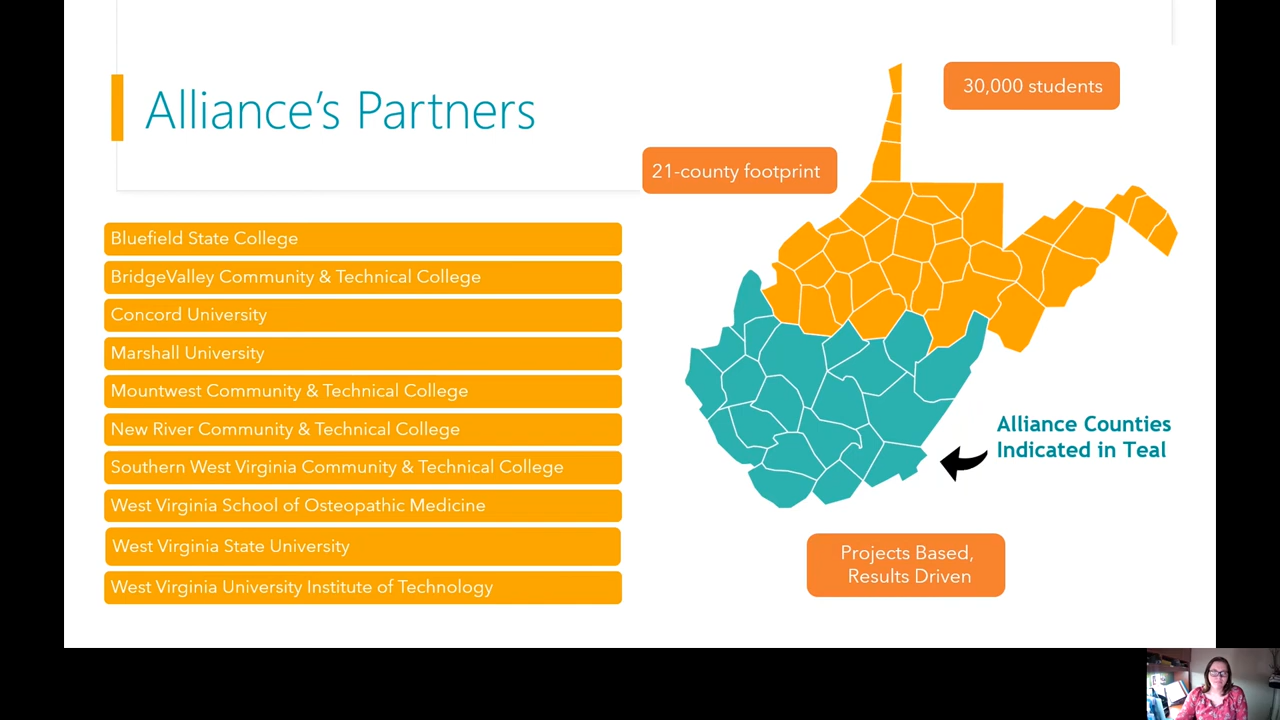 Alliance's Partners
30,000 students
21-county footprint
Bluefield State College
BridgeValley Community & Technical College
Concord University
Marshall University
Mountwest Community & Technical College
New River Community & Technical College
Southern West Virginia Community & Technical College
West Virginia School of Osteopathic Medicine
West Virginia State University
West Virginia University Institute of Technology
Alliance Counties
Indicated in Teal
Projects Based,
Results Driven